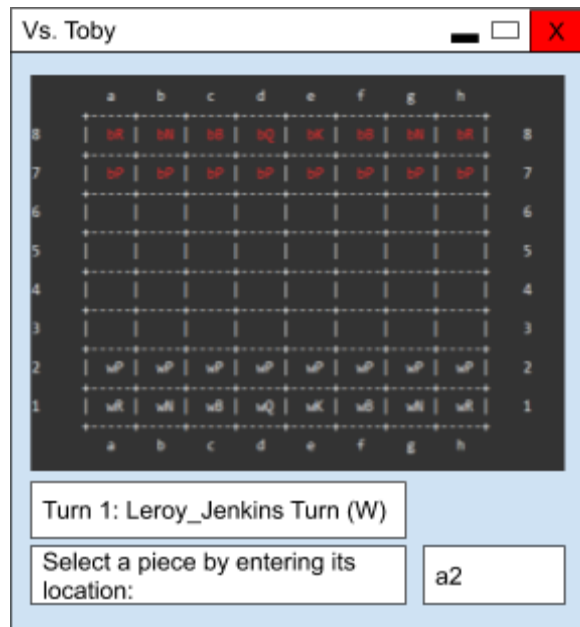 Vs. Toby
X
a b c d e f g h
8 | bR | bN | bB | bQ | bK | bB | bN | bR | 8
7 | bP | bP | bP | bP | bP | bP | bP | bP | 7
6 | | | | | | | | | 6
5 | | | | | | | | | 5
4 | | | | | | | | | 4
3 | | | | | | | | | 3
2 | wP | wP | wP | wP | wP | wP | wP | wP | 2
1 | wR | wN | wB | wQ | wK | wB | wN | wR | 1
a b c d e f g h
Turn 1: Leroy_Jenkins Turn (W)
Select a piece by entering its
location:
a2